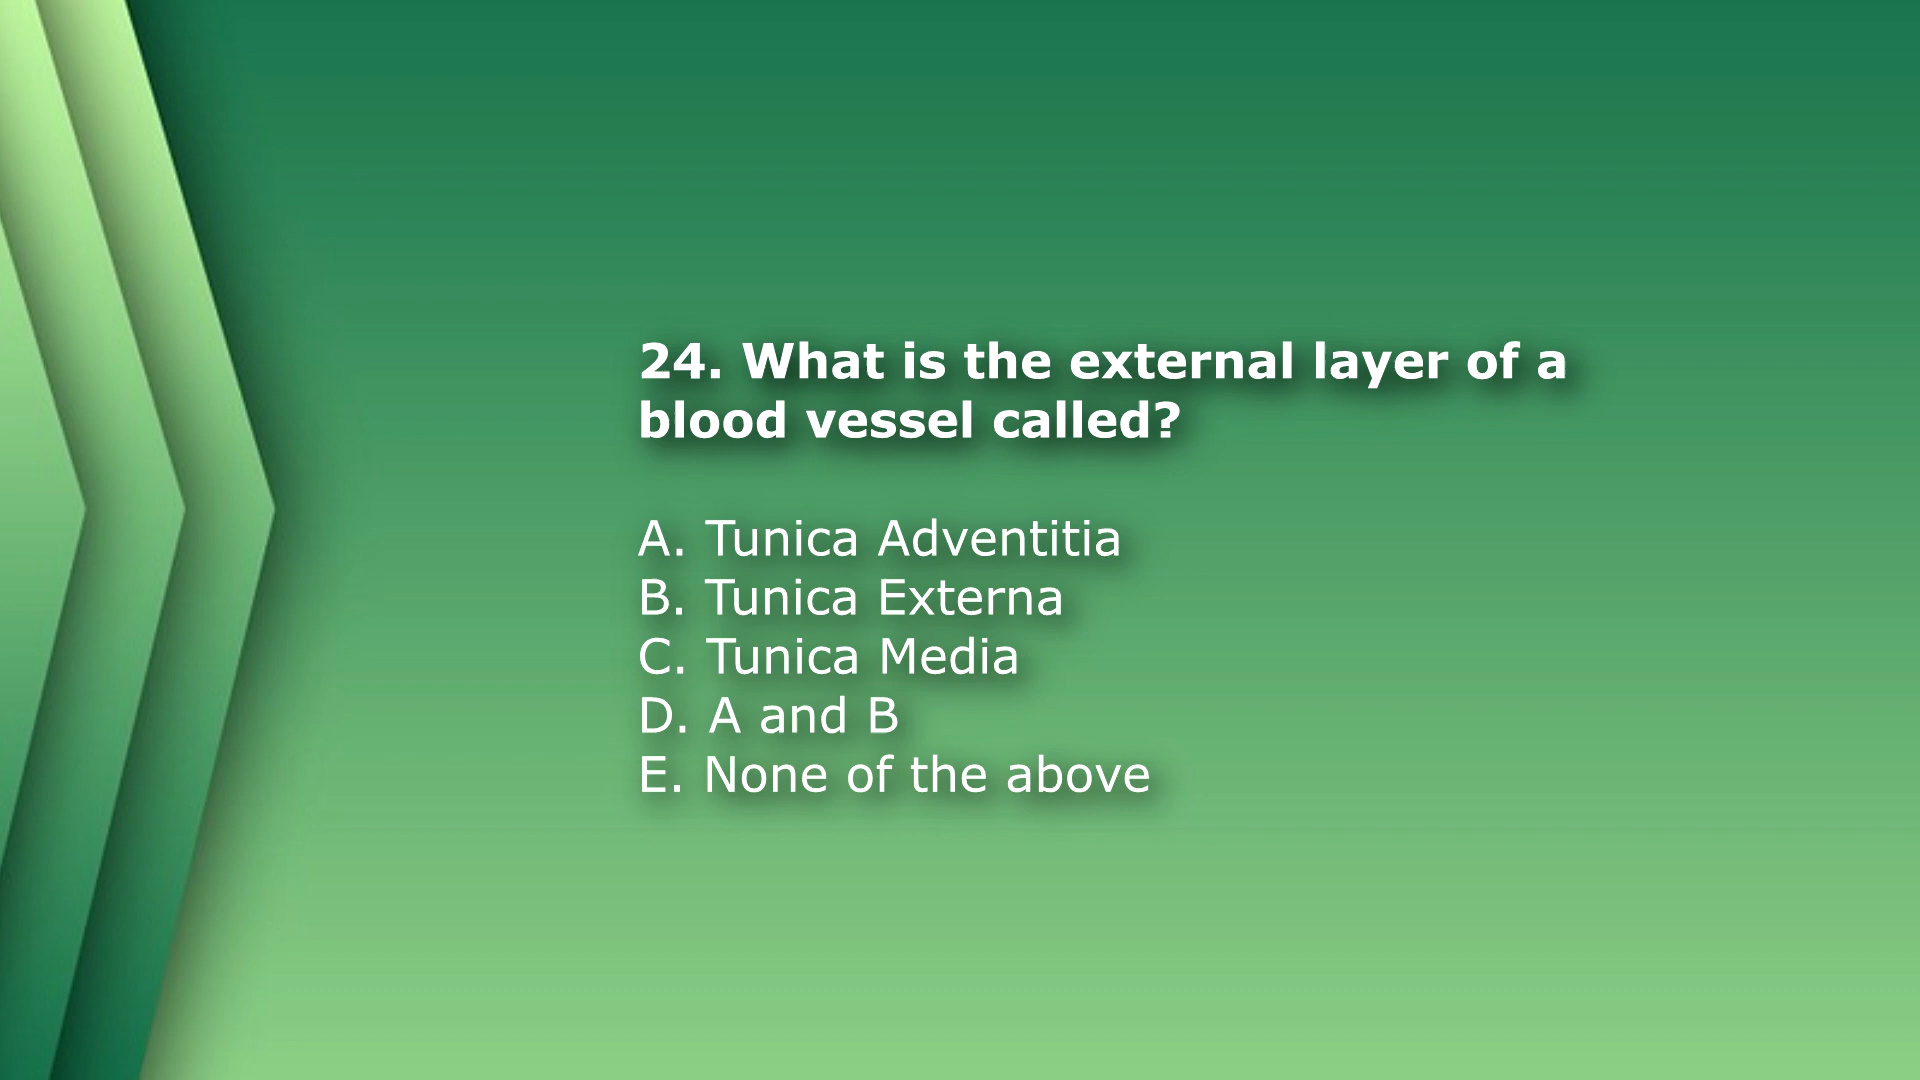 24. What is the external layer of a
blood vessel called?
A. Tunica Adventitia
B. Tunica Externa
C. Tunica Media
D. A and B
E. None of the above